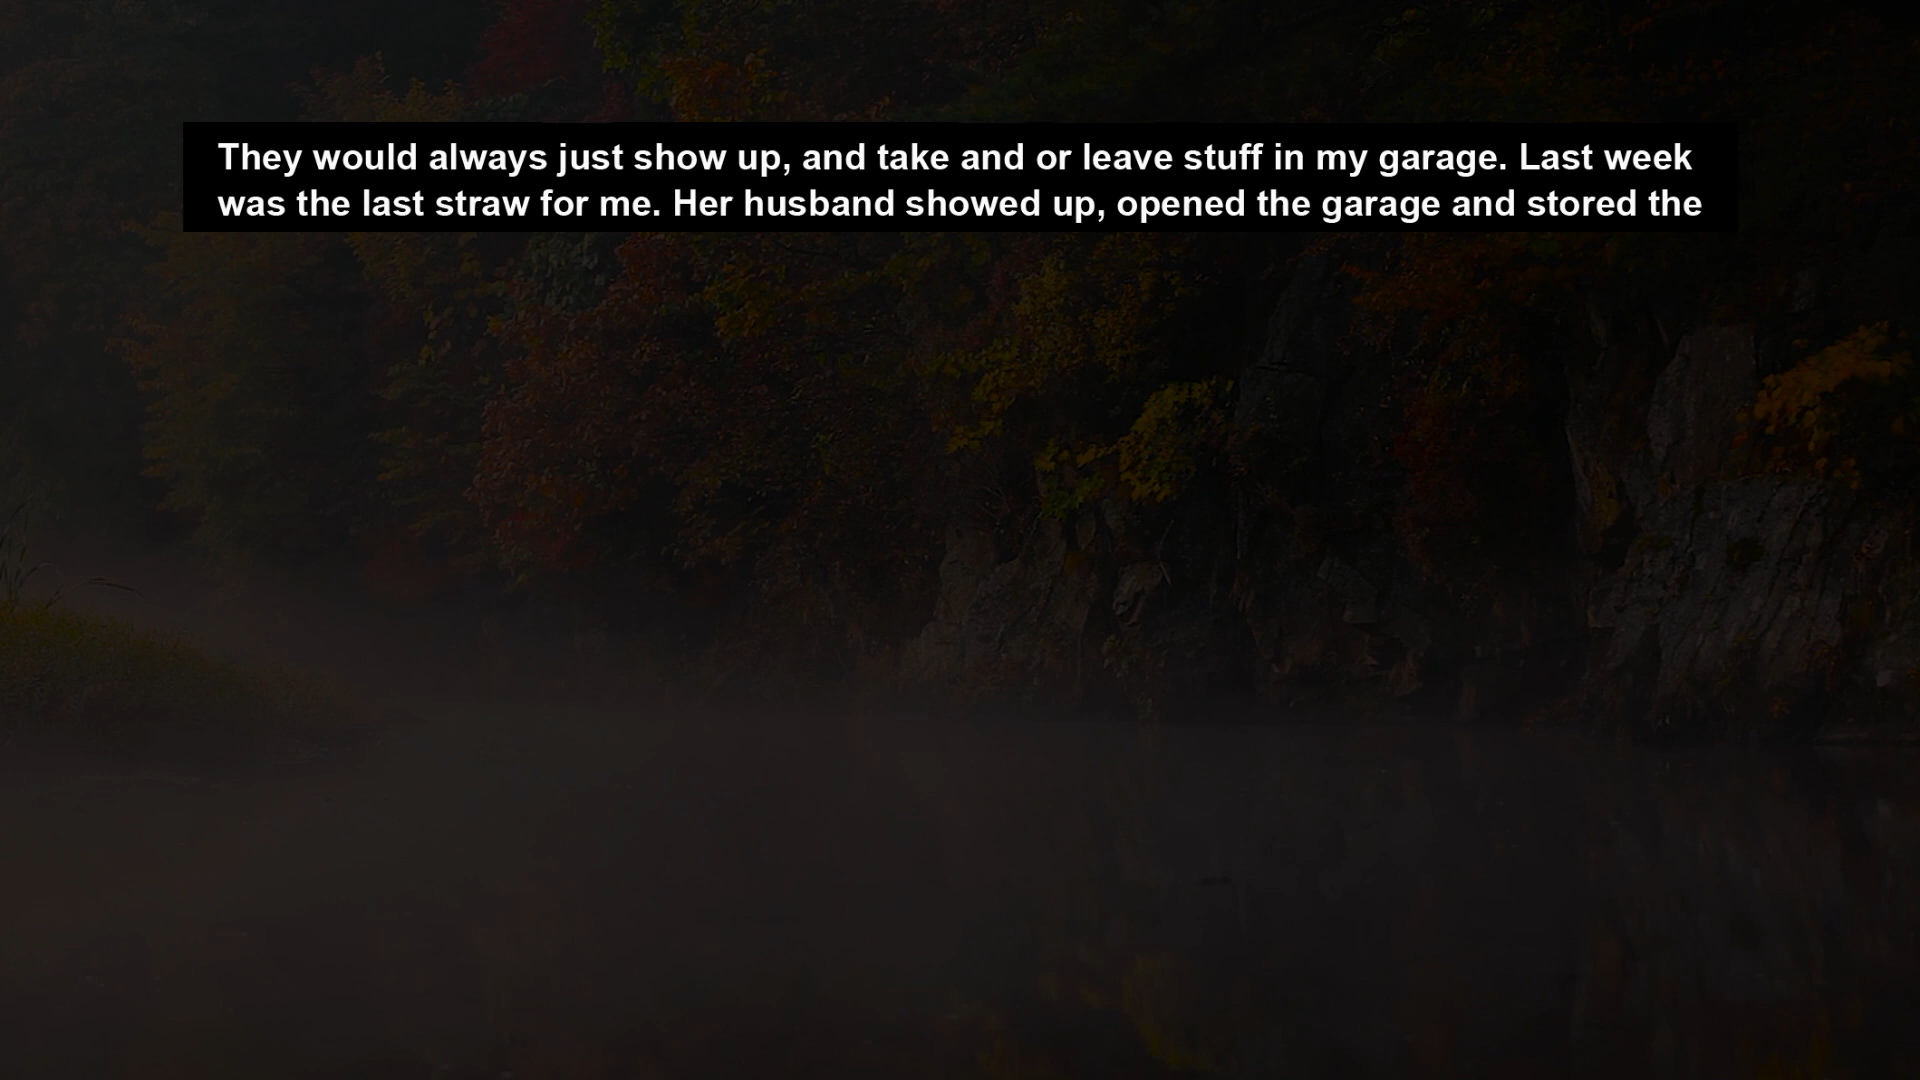 They would always just show up, and take and or leave stuff in my garage. Last week
was the last straw for me. Her husband showed up, opened the garage and stored the